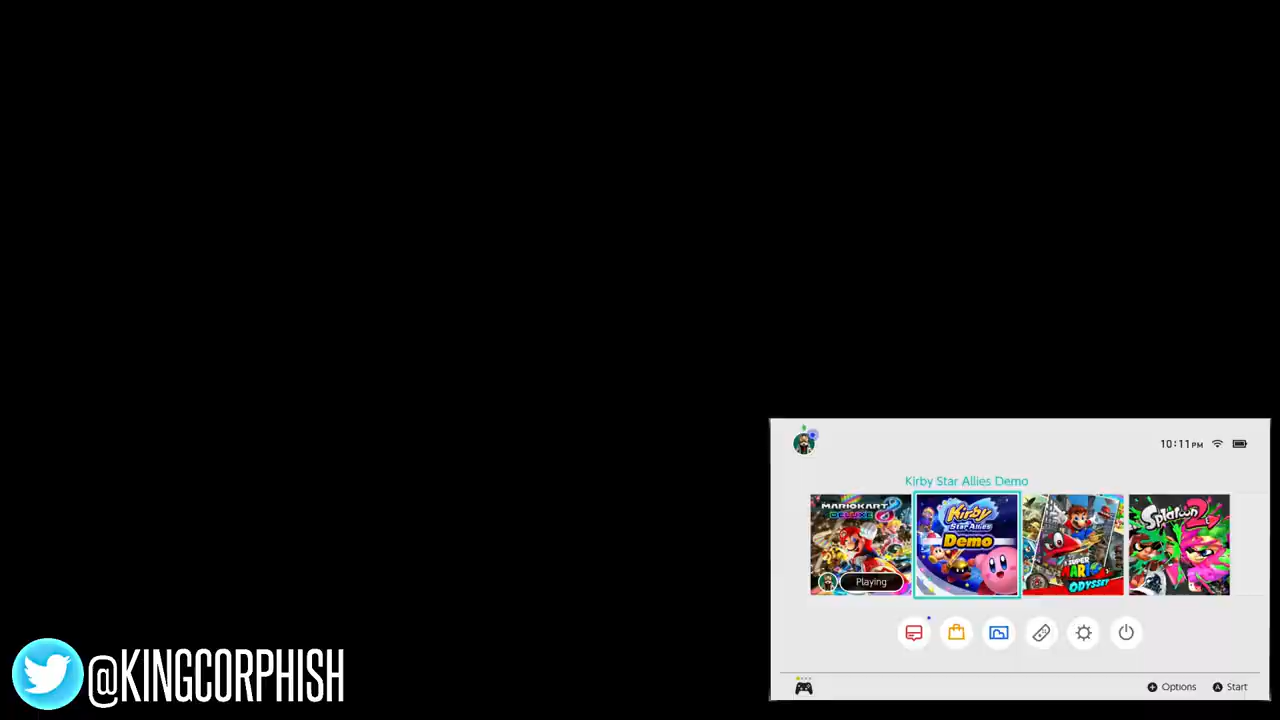 10:11 PM
Kirby Star Allies Demo
MARIOKART 8
DELUXE
Playing
Kirby
Star Allies
Demo
SUPER
MARIO
ODYSSEY
Splatoon 2
Options
Start
@KINGCORPHISH